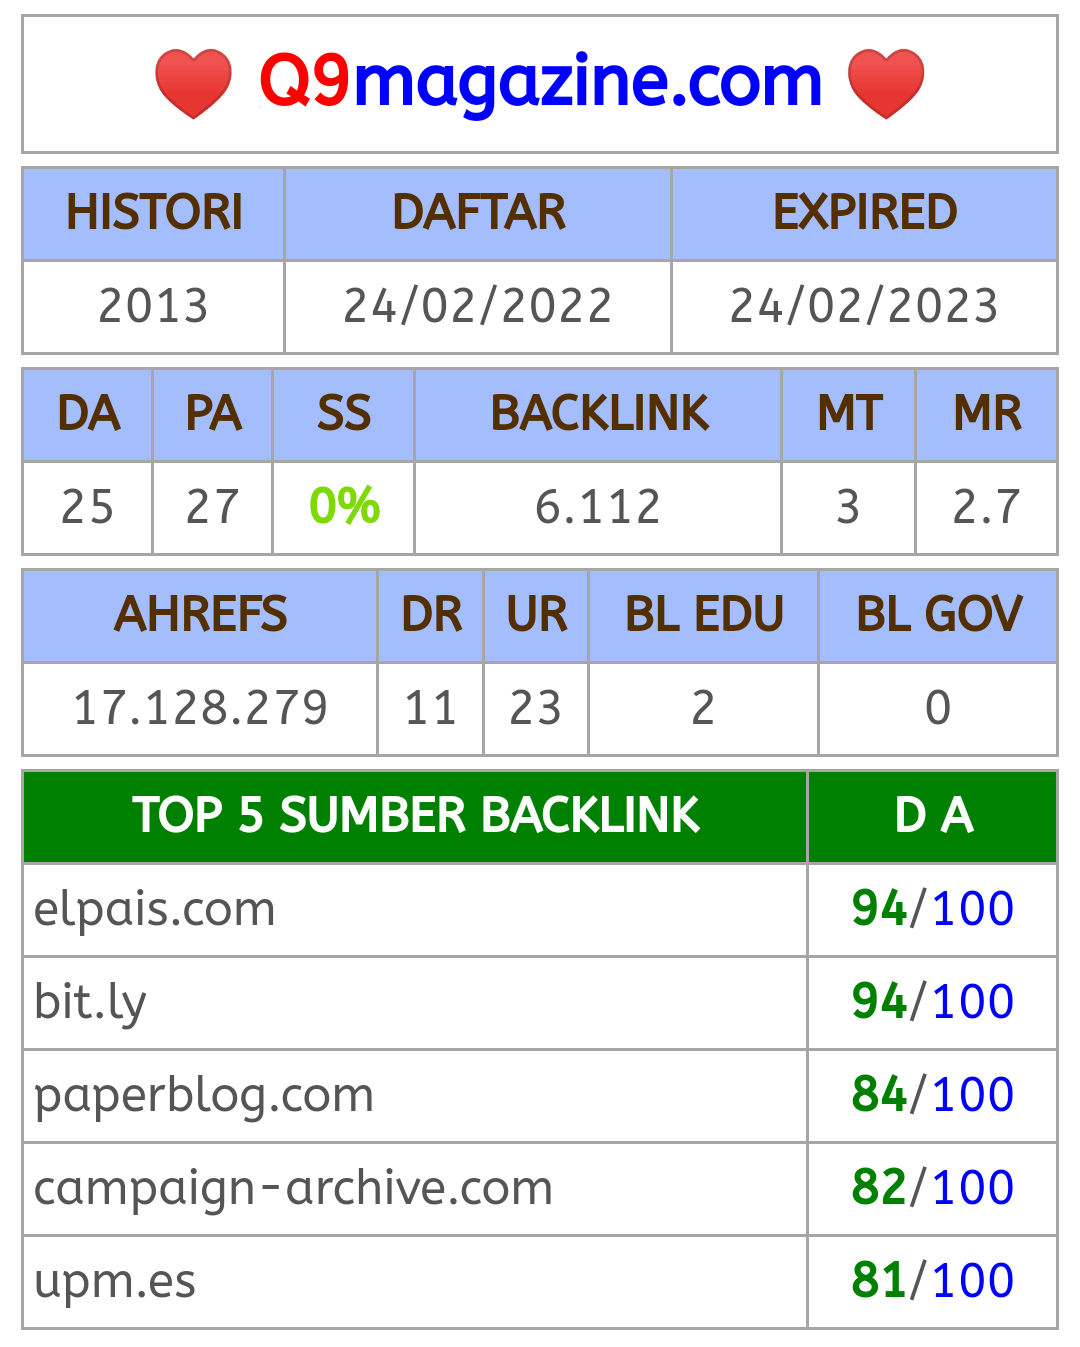 Q9magazine.com
HISTORI DAFTAR EXPIRED
2013 24/02/2022 24/02/2023
DA PA SS BACKLINK MT MR
25 27 0% 6.112 3 2.7
AHREFS DR UR BL EDU BL GOV
17.128.279 11 23 2 0
TOP 5 SUMBER BACKLINK D A
elpais.com 94/100
bit.ly 94/100
paperblog.com 84/100
campaign-archive.com 82/100
upm.es 81/100